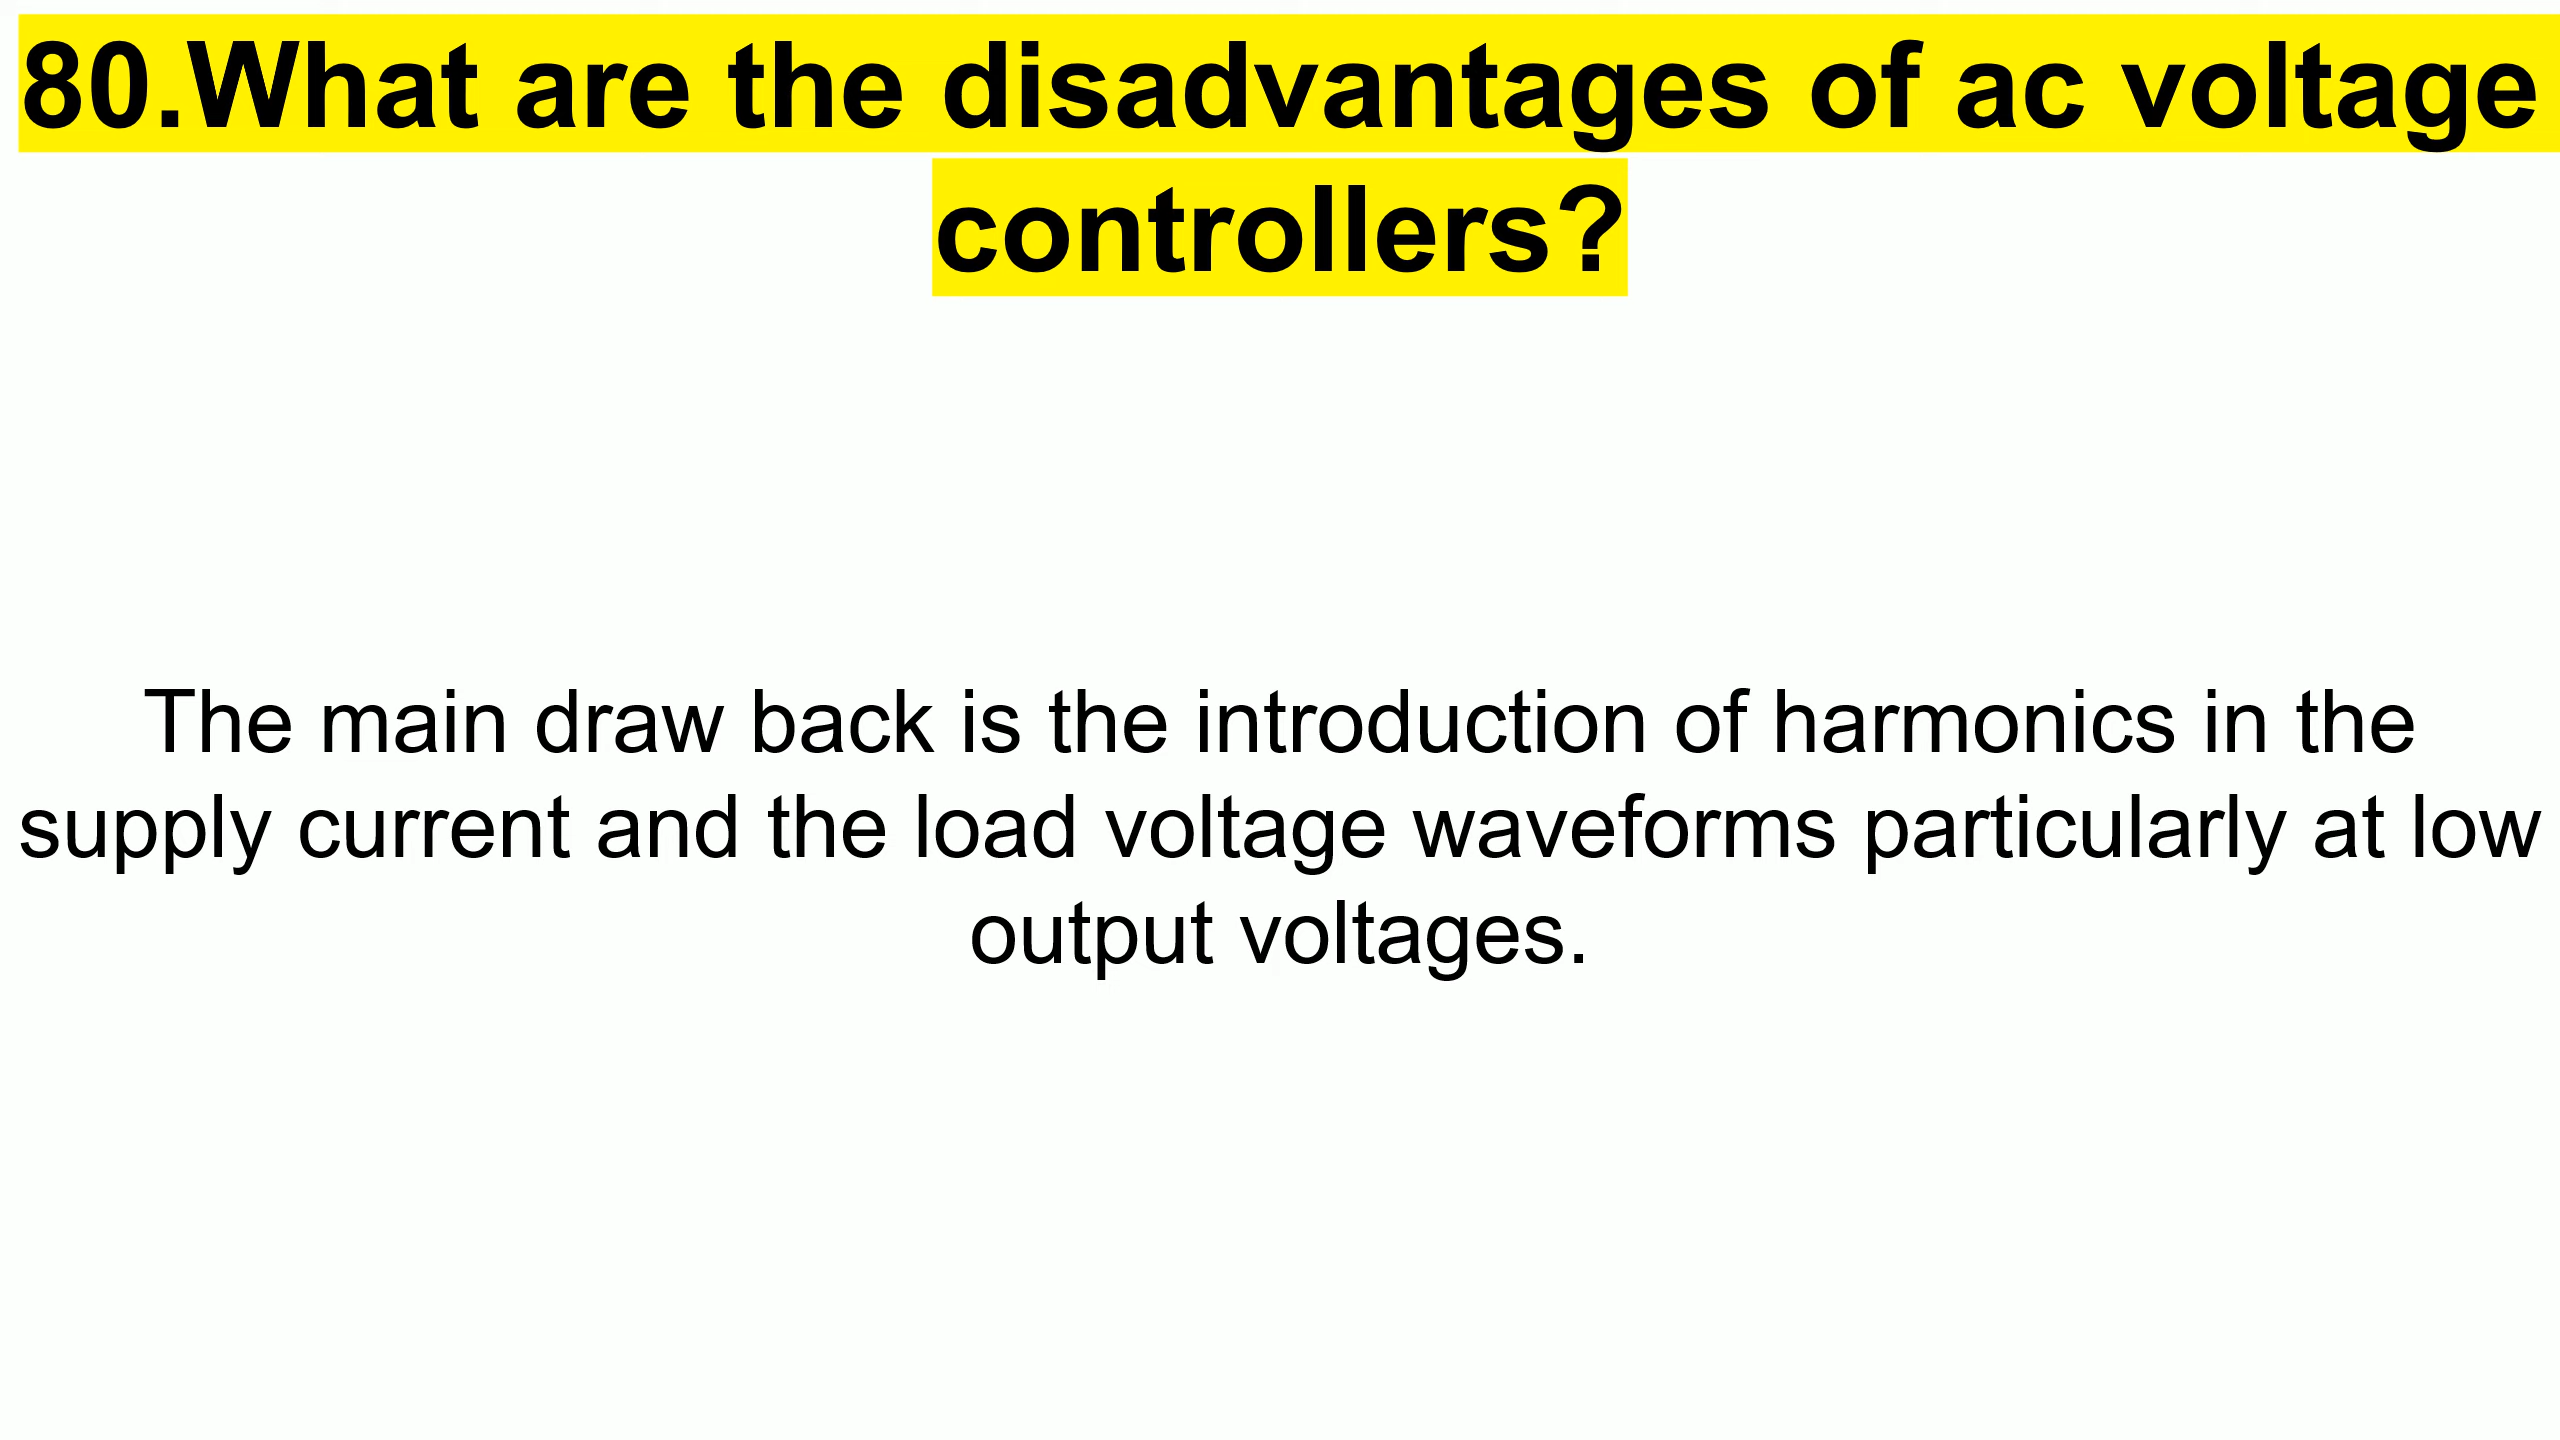 80.What are the disadvantages of ac voltage
controllers?
The main draw back is the introduction of harmonics in the
supply current and the load voltage waveforms particularly at low
output voltages.